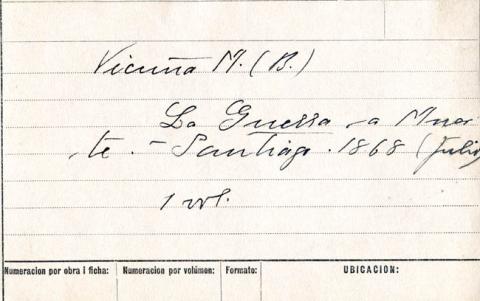 Vicuña M. (B.)
La Guerra a Muer
te. - Santiago. 1868 (Julio)
1 vol.
Numeracion por obra i ficha: Numeracion por volúmen: Formato: UBICACION: